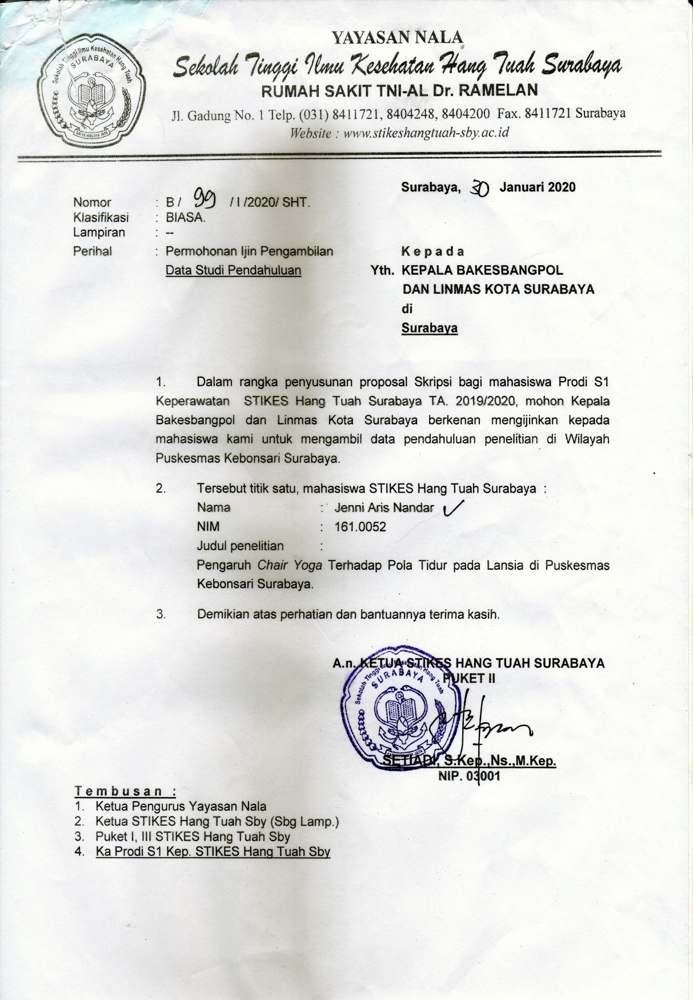 YAYASAN NALA
Sekolah Tinggi Ilmu Kesehatan Hang Tuah Surabaya
RUMAH SAKIT TNI-AL Dr. RAMELAN
Jl. Gadung No. 1 Telp. (031) 8411721, 8404248, 8404200 Fax. 8411721 Surabaya
Website : www.stikeshangtuah-sby.ac.id
Sekolah Tinggi Ilmu Kesehatan Hang Tuah
SURABAYA
SATYA WALUYA JAYA
Surabaya, 30 Januari 2020
Nomor : B / 99 / I /2020/ SHT.
Klasifikasi : BIASA.
Lampiran : --
Perihal : Permohonan Ijin Pengambilan
Data Studi Pendahuluan
K e p a d a
Yth. KEPALA BAKESBANGPOL
DAN LINMAS KOTA SURABAYA
di
Surabaya
1. Dalam rangka penyusunan proposal Skripsi bagi mahasiswa Prodi S1
Keperawatan STIKES Hang Tuah Surabaya TA. 2019/2020, mohon Kepala
Bakesbangpol dan Linmas Kota Surabaya berkenan mengijinkan kepada
mahasiswa kami untuk mengambil data pendahuluan penelitian di Wilayah
Puskesmas Kebonsari Surabaya.
2. Tersebut titik satu, mahasiswa STIKES Hang Tuah Surabaya :
Nama : Jenni Aris Nandar ✓
NIM : 161.0052
Judul penelitian :
Pengaruh Chair Yoga Terhadap Pola Tidur pada Lansia di Puskesmas
Kebonsari Surabaya.
3. Demikian atas perhatian dan bantuannya terima kasih.
A.n. KETUA STIKES HANG TUAH SURABAYA
PUKET II
Sekolah Tinggi Ilmu Kesehatan Hang Tuah
SURABAYA
SETIADI, S.Kep.,Ns.,M.Kep.
NIP. 03001
T e m b u s a n :
1. Ketua Pengurus Yayasan Nala
2. Ketua STIKES Hang Tuah Sby (Sbg Lamp.)
3. Puket I, III STIKES Hang Tuah Sby
4. Ka Prodi S1 Kep. STIKES Hang Tuah Sby